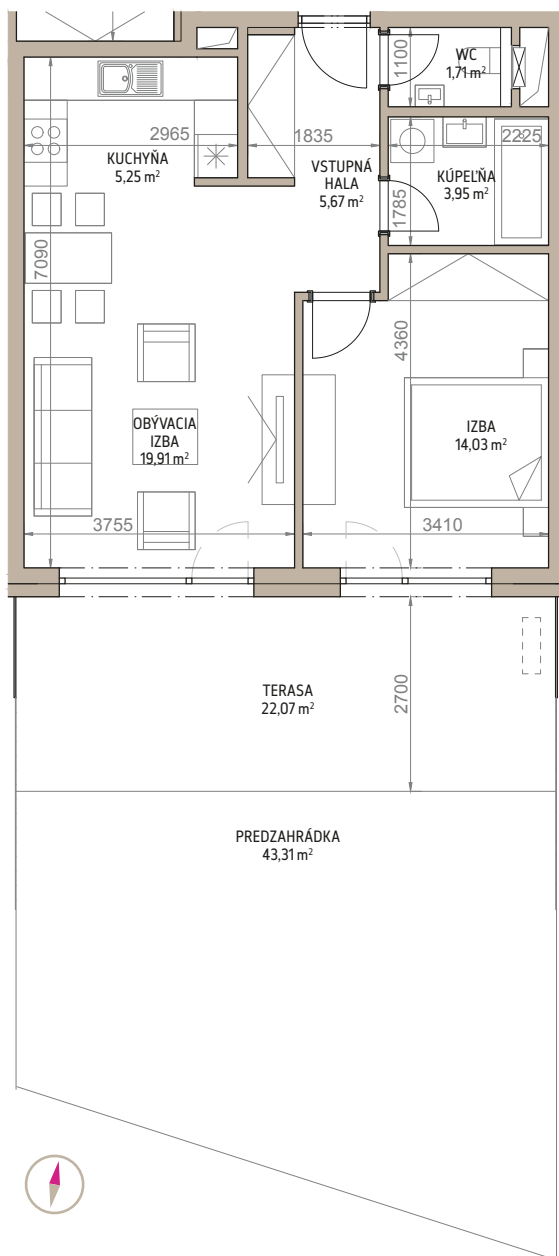 WC
1,71 m²
1100
2965
KUCHYŇA
5,25 m²
1835
VSTUPNÁ
HALA
5,67 m²
2225
KÚPEĽŇA
3,95 m²
1785
7090
4360
OBÝVACIA
IZBA
19,91 m²
IZBA
14,03 m²
3755
3410
TERASA
22,07 m²
2700
PREDZAHRÁDKA
43,31 m²